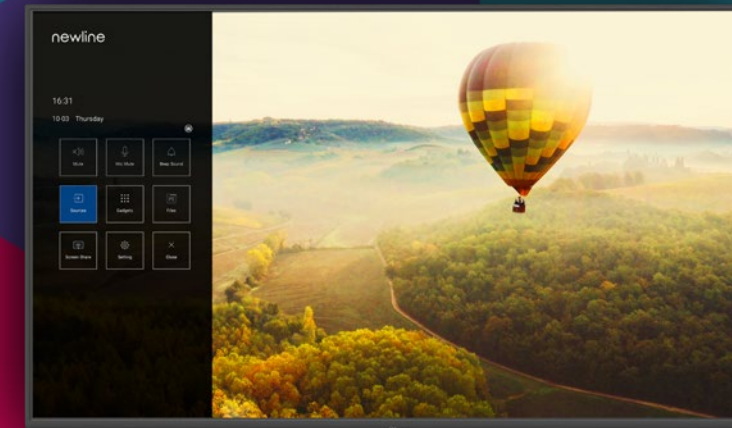 newline
16:31
10-03 Thursday
Mute
Mic Mute
Beep Sound
Sources
Gadgets
Files
Screen Share
Setting
Close